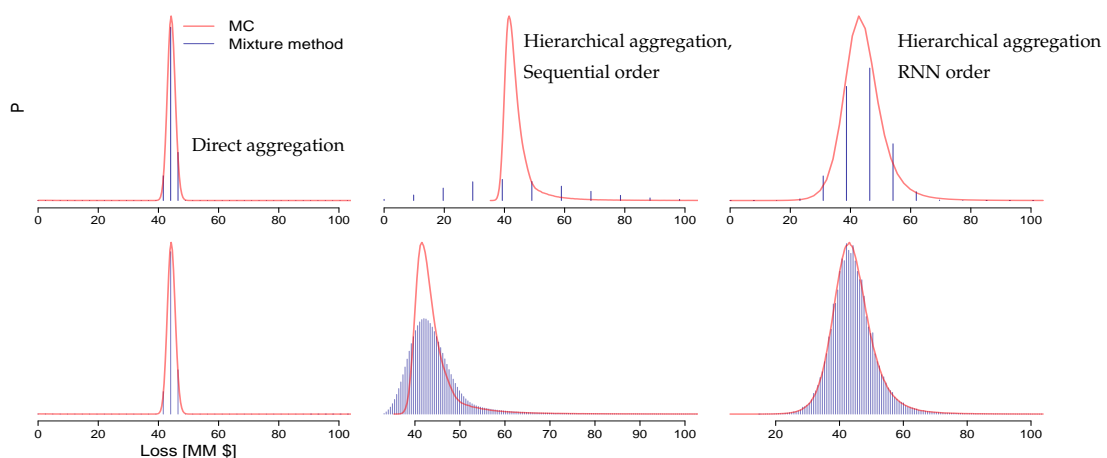 MC
Mixture method
Hierarchical aggregation,
Sequential order
Hierarchical aggregation
RNN order
Direct aggregation
P
0 20 40 60 80 100
0 20 40 60 80 100
0 20 40 60 80 100
0 20 40 60 80 100
40 50 60 70 80 90 100
20 40 60 80 100
Loss [MM $]